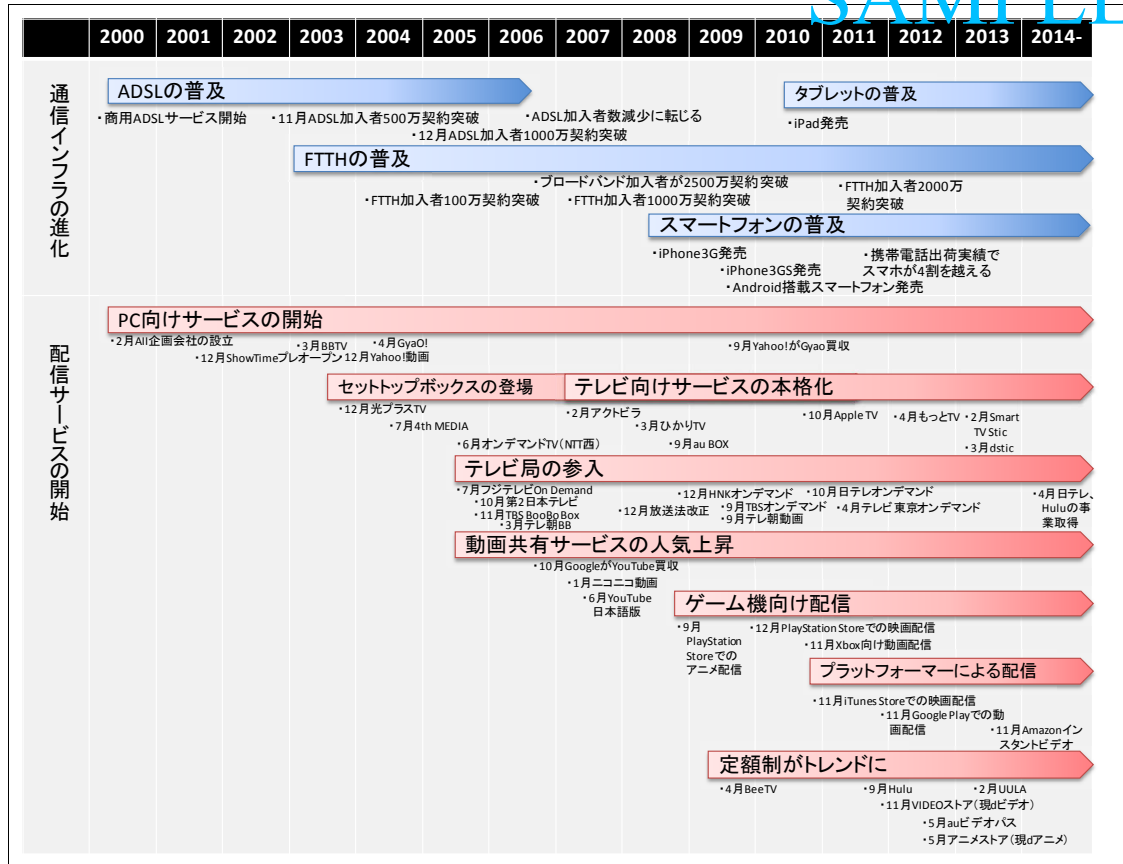 SAMPLE
2000 2001 2002 2003 2004 2005 2006 2007 2008 2009 2010 2011 2012 2013 2014-
通信インフラの進化
ADSLの普及
・商用ADSLサービス開始
・11月ADSL加入者500万契約突破
・12月ADSL加入者1000万契約突破
・ADSL加入者数減少に転じる
タブレットの普及
・iPad発売
FTTHの普及
・ブロードバンド加入者が2500万契約突破
・FTTH加入者100万契約突破
・FTTH加入者1000万契約突破
・FTTH加入者2000万
契約突破
スマートフォンの普及
・iPhone3G発売
・iPhone3GS発売
・Android搭載スマートフォン発売
・携帯電話出荷実績で
スマホが4割を越える
配信サービスの開始
PC向けサービスの開始
・2月AII企画会社の設立
・12月ShowTimeプレオープン
・3月BBTV
・4月GyaO!
12月Yahoo!動画
・9月Yahoo!がGyao買収
セットトップボックスの登場
テレビ向けサービスの本格化
・12月光プラスTV
・7月4th MEDIA
・6月オンデマンドTV(NTT西)
・2月アクトビラ
・3月ひかりTV
・9月au BOX
・10月Apple TV
・4月もっとTV
・2月Smart
TV Stic
・3月dstic
テレビ局の参入
・7月フジテレビOn Demand
・10月第2日本テレビ
・11月TBS BooBo Box
・3月テレ朝BB
・12月放送法改正
・12月HNKオンデマンド
・9月TBSオンデマンド
・9月テレ朝動画
・10月日テレオンデマンド
・4月テレビ東京オンデマンド
・4月日テレ、
Huluの事
業取得
動画共有サービスの人気上昇
・10月GoogleがYouTube買収
・1月ニコニコ動画
・6月YouTube
日本語版
ゲーム機向け配信
・9月
PlayStation
Storeでの
アニメ配信
・12月PlayStation Storeでの映画配信
・11月Xbox向け動画配信
プラットフォーマーによる配信
・11月iTunes Storeでの映画配信
・11月Google Playでの動
画配信
・11月Amazonイン
スタントビデオ
定額制がトレンドに
・4月BeeTV
・9月Hulu
・2月UULA
・11月VIDEOストア(現dビデオ)
・5月auビデオパス
・5月アニメストア(現dアニメ)